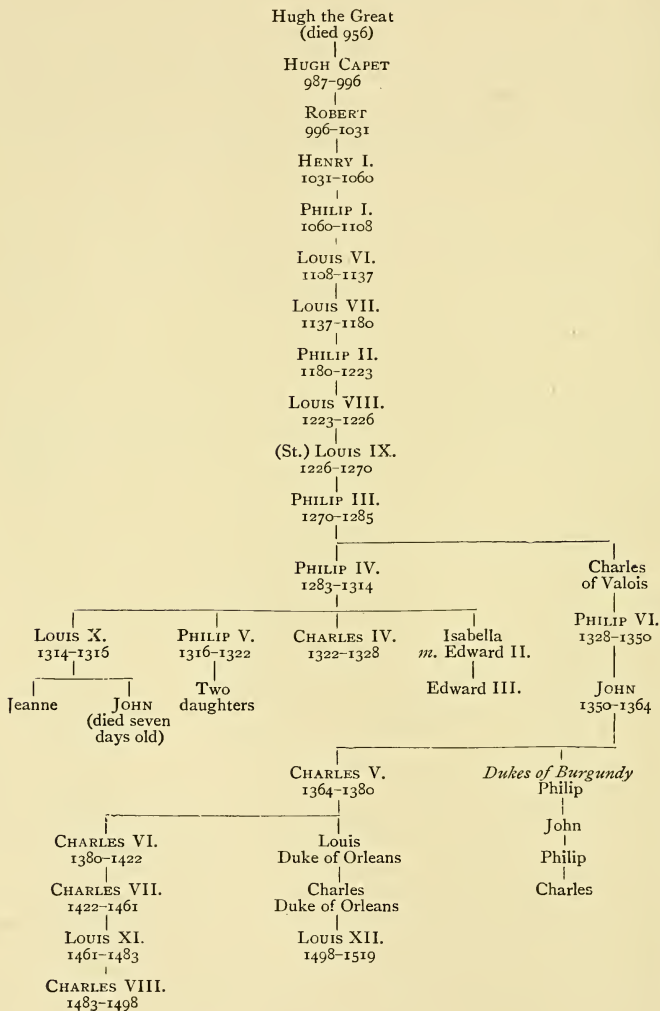 Hugh the Great
(died 956)
HUGH CAPET
987-996
ROBERT
996-1031
HENRY I.
1031-1060
PHILIP I.
1060-1108
LOUIS VI.
1108-1137
LOUIS VII.
1137-1180
PHILIP II.
1180-1223
LOUIS VIII.
1223-1226
(St.) LOUIS IX.
1226-1270
PHILIP III.
1270-1285
PHILIP IV.
1283-1314
Charles
of Valois
LOUIS X.
1314-1316
PHILIP V.
1316-1322
CHARLES IV.
1322-1328
Isabella
m. Edward II.
PHILIP VI.
1328-1350
Jeanne
JOHN
(died seven
days old)
Two
daughters
Edward III.
JOHN
1350-1364
CHARLES V.
1364-1380
Dukes of Burgundy
Philip
John
Philip
Charles
CHARLES VI.
1380-1422
Louis
Duke of Orleans
CHARLES VII.
1422-1461
Charles
Duke of Orleans
LOUIS XI.
1461-1483
LOUIS XII.
1498-1519
CHARLES VIII.
1483-1498